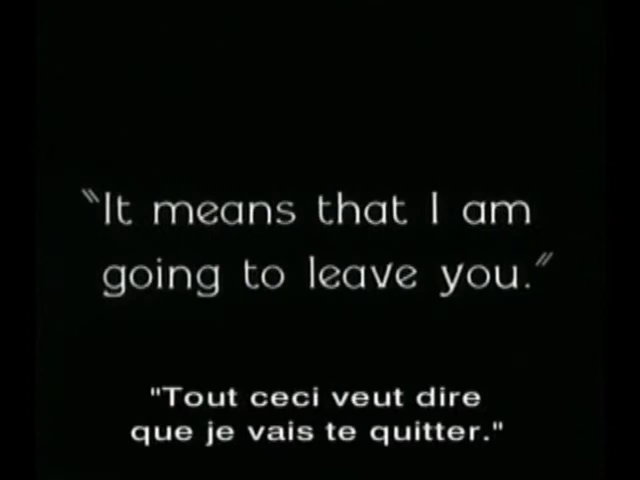 "It means that I am
going to leave you."
"Tout ceci veut dire
que je vais te quitter."